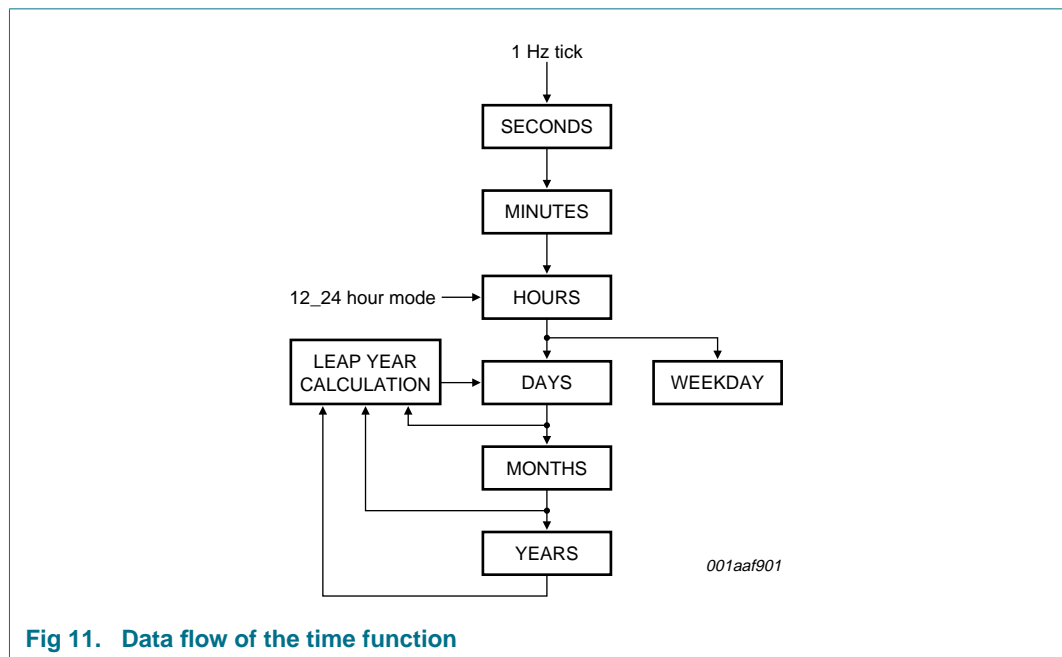 1 Hz tick
SECONDS
MINUTES
12_24 hour mode
HOURS
LEAP YEAR
CALCULATION
DAYS
WEEKDAY
MONTHS
YEARS
001aaf901
Fig 11. Data flow of the time function